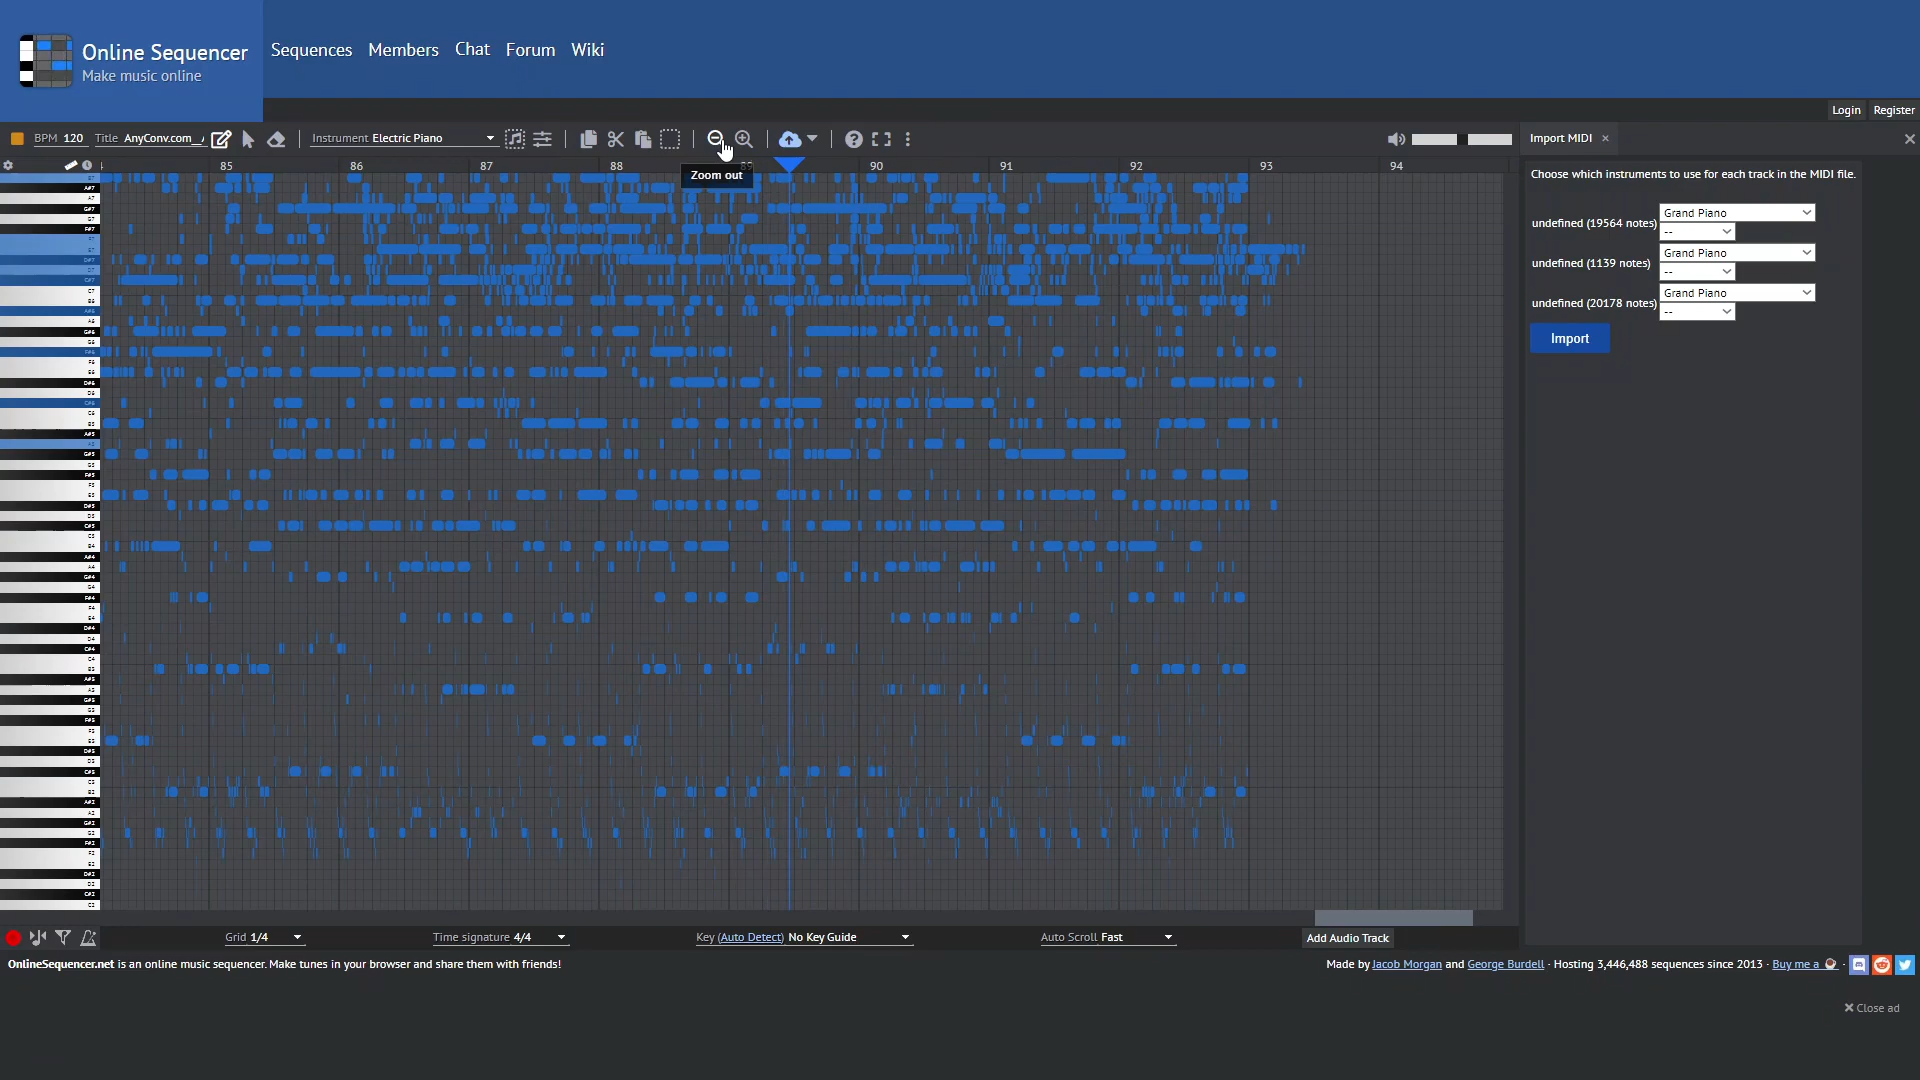 Online Sequencer
Make music online
Sequences Members Chat Forum Wiki
Login Register
BPM 120 Title AnyConv.com_ Instrument Electric Piano
Import MIDI
85 86 87 88 89 90 91 92 93 94
Zoom out
Choose which instruments to use for each track in the MIDI file.
undefined (19564 notes) Grand Piano
--
undefined (1139 notes) Grand Piano
--
undefined (20178 notes) Grand Piano
--
Import
Grid 1/4 Time signature 4/4 Key (Auto Detect) No Key Guide Auto Scroll Fast Add Audio Track
OnlineSequencer.net is an online music sequencer. Make tunes in your browser and share them with friends!
Made by Jacob Morgan and George Burdell · Hosting 3,446,488 sequences since 2013 · Buy me a ·
Close ad